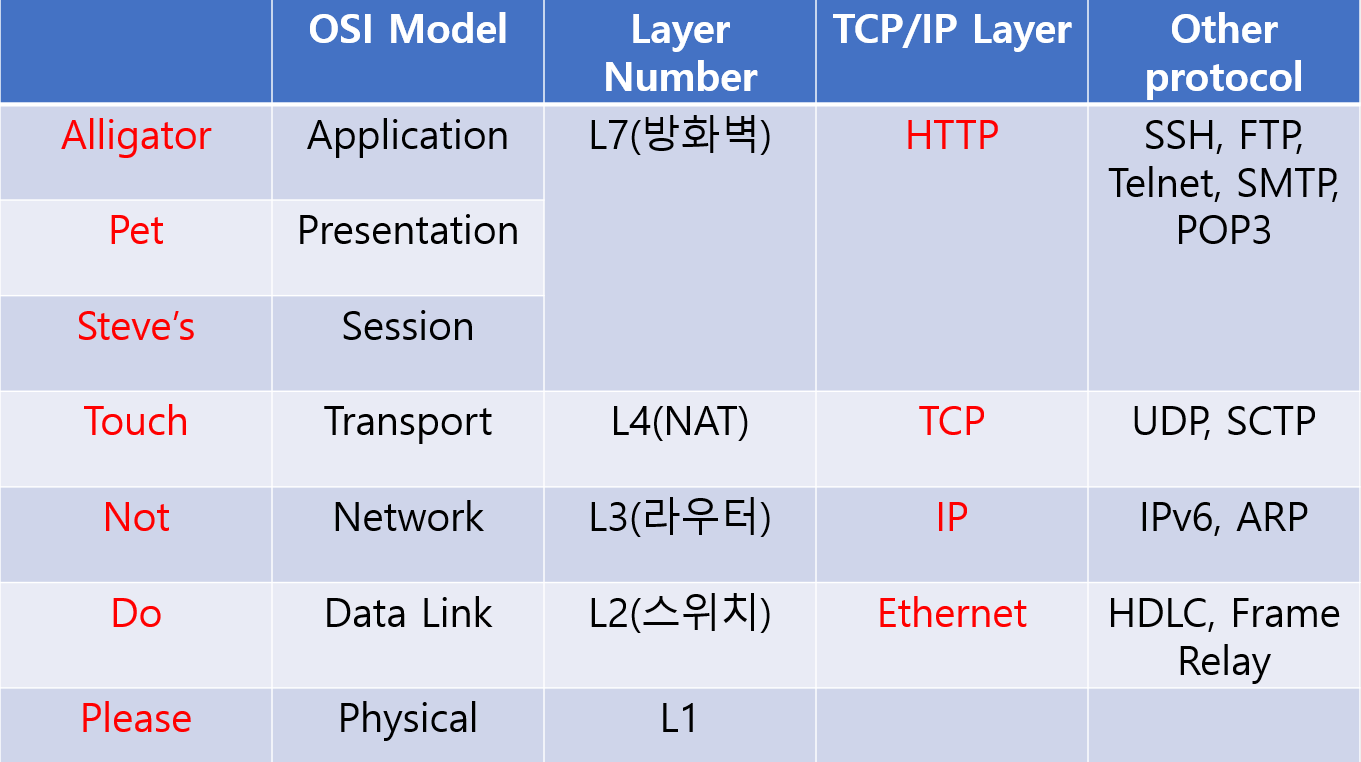 OSI Model
Layer
Number
TCP/IP Layer
Other
protocol
Alligator
Application
L7(방화벽)
HTTP
SSH, FTP,
Telnet, SMTP,
POP3
Pet
Presentation
Steve’s
Session
Touch
Transport
L4(NAT)
TCP
UDP, SCTP
Not
Network
L3(라우터)
IP
IPv6, ARP
Do
Data Link
L2(스위치)
Ethernet
HDLC, Frame
Relay
Please
Physical
L1